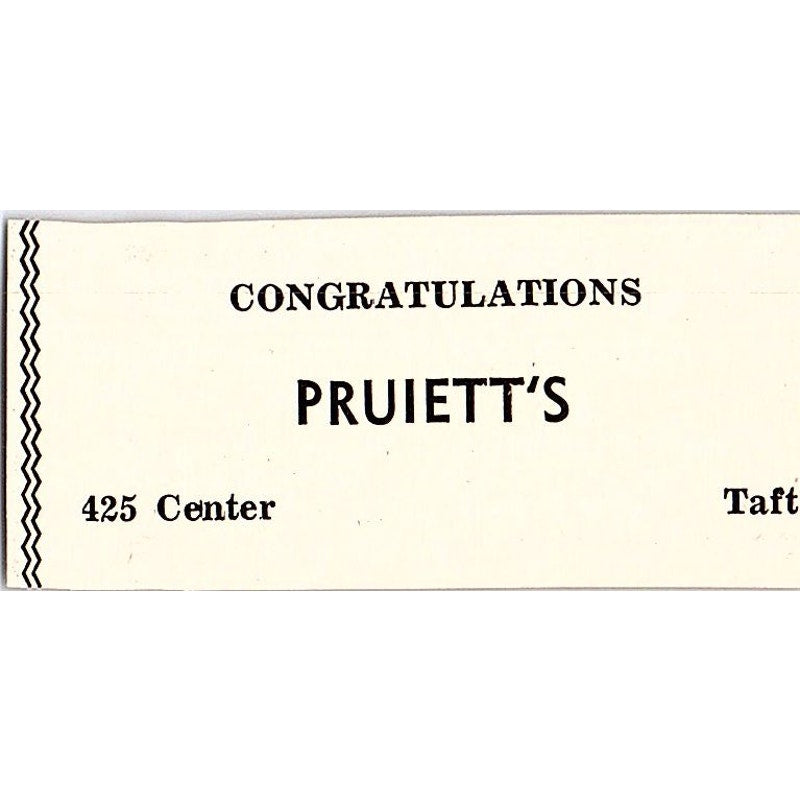 CONGRATULATIONS
PRUIETT'S
425 Center Taft